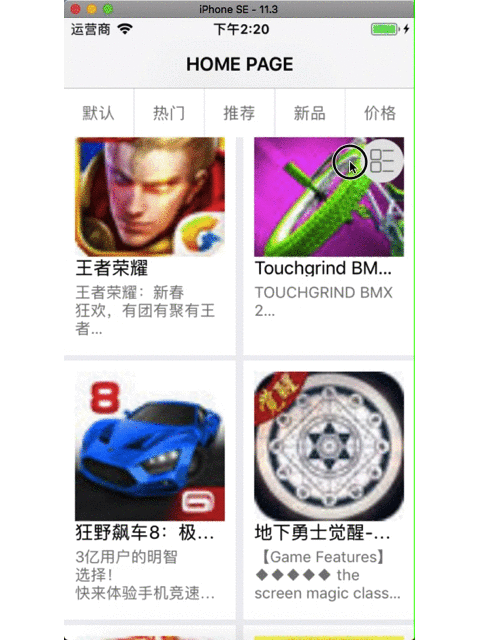 iPhone SE - 11.3
运营商 下午2:20
HOME PAGE
默认 热门 推荐 新品 价格
王者荣耀
王者荣耀：新春
狂欢，有团有聚有王
者...
Touchgrind BM...
TOUCHGRIND BMX
2...
8
狂野飙车8：极...
3亿用户的明智
选择！
快来体验手机竞速...
觉醒
地下勇士觉醒-...
【Game Features】
◆◆◆◆◆ the
screen magic class...